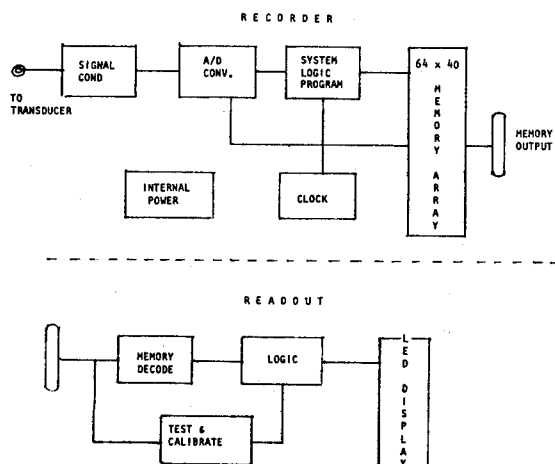 RECORDER
SIGNAL
COND
A/D
CONV.
SYSTEM
LOGIC
PROGRAM
64 x 40
MEMORY ARRAY
TO
TRANSDUCER
MEMORY
OUTPUT
INTERNAL
POWER
CLOCK
READOUT
MEMORY
DECODE
LOGIC
LED DISPLAY
TEST &
CALIBRATE